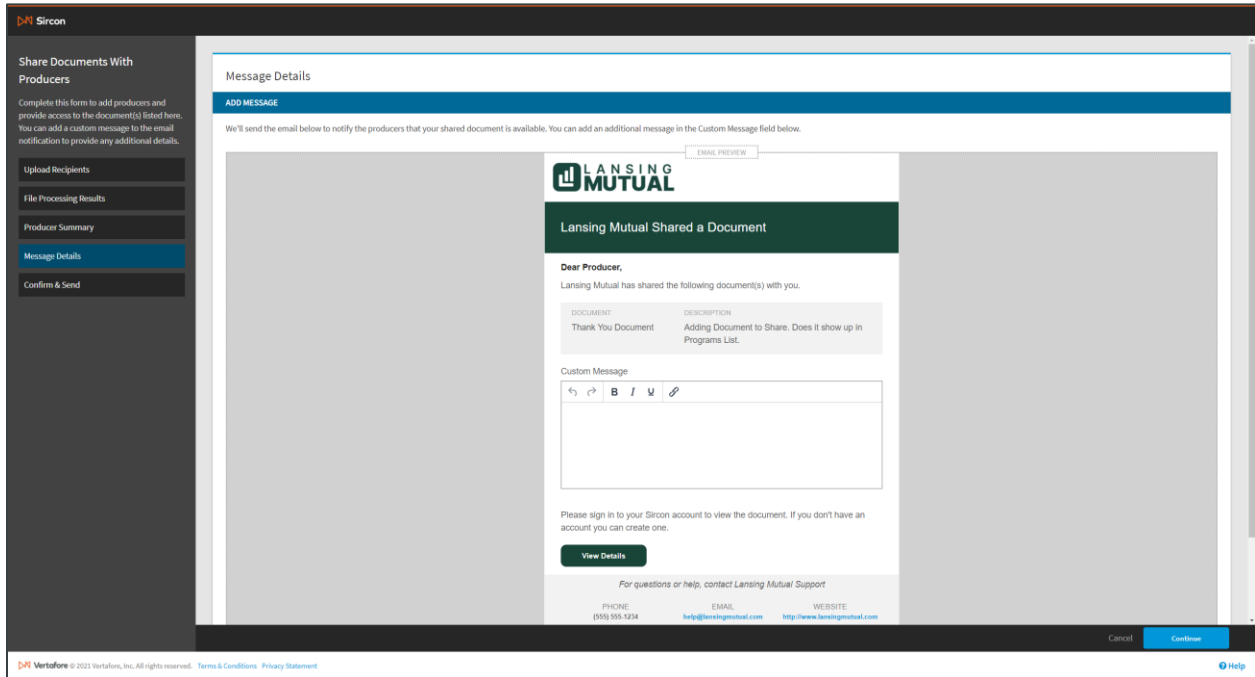 Sircon
Share Documents With
Producers
Complete this form to add producers and
provide access to the document(s) listed here.
You can add a custom message to the email
notification to provide any additional details.
Upload Recipients
File Processing Results
Producer Summary
Message Details
Confirm & Send
Message Details
ADD MESSAGE
We'll send the email below to notify the producers that your shared document is available. You can add an additional message in the Custom Message field below.
EMAIL PREVIEW
LANSING
MUTUAL
Lansing Mutual Shared a Document
Dear Producer,
Lansing Mutual has shared the following document(s) with you.
DOCUMENT DESCRIPTION
Thank You Document Adding Document to Share. Does it show up in
Programs List.
Custom Message
B I U
Please sign in to your Sircon account to view the document. If you don't have an
account you can create one.
View Details
For questions or help, contact Lansing Mutual Support
PHONE EMAIL WEBSITE
(555) 555-1234 help@lansingmutual.com http://www.lansingmutual.com
Cancel Continue
Vertafore © 2021 Vertafore, Inc. All rights reserved. Terms & Conditions Privacy Statement Help